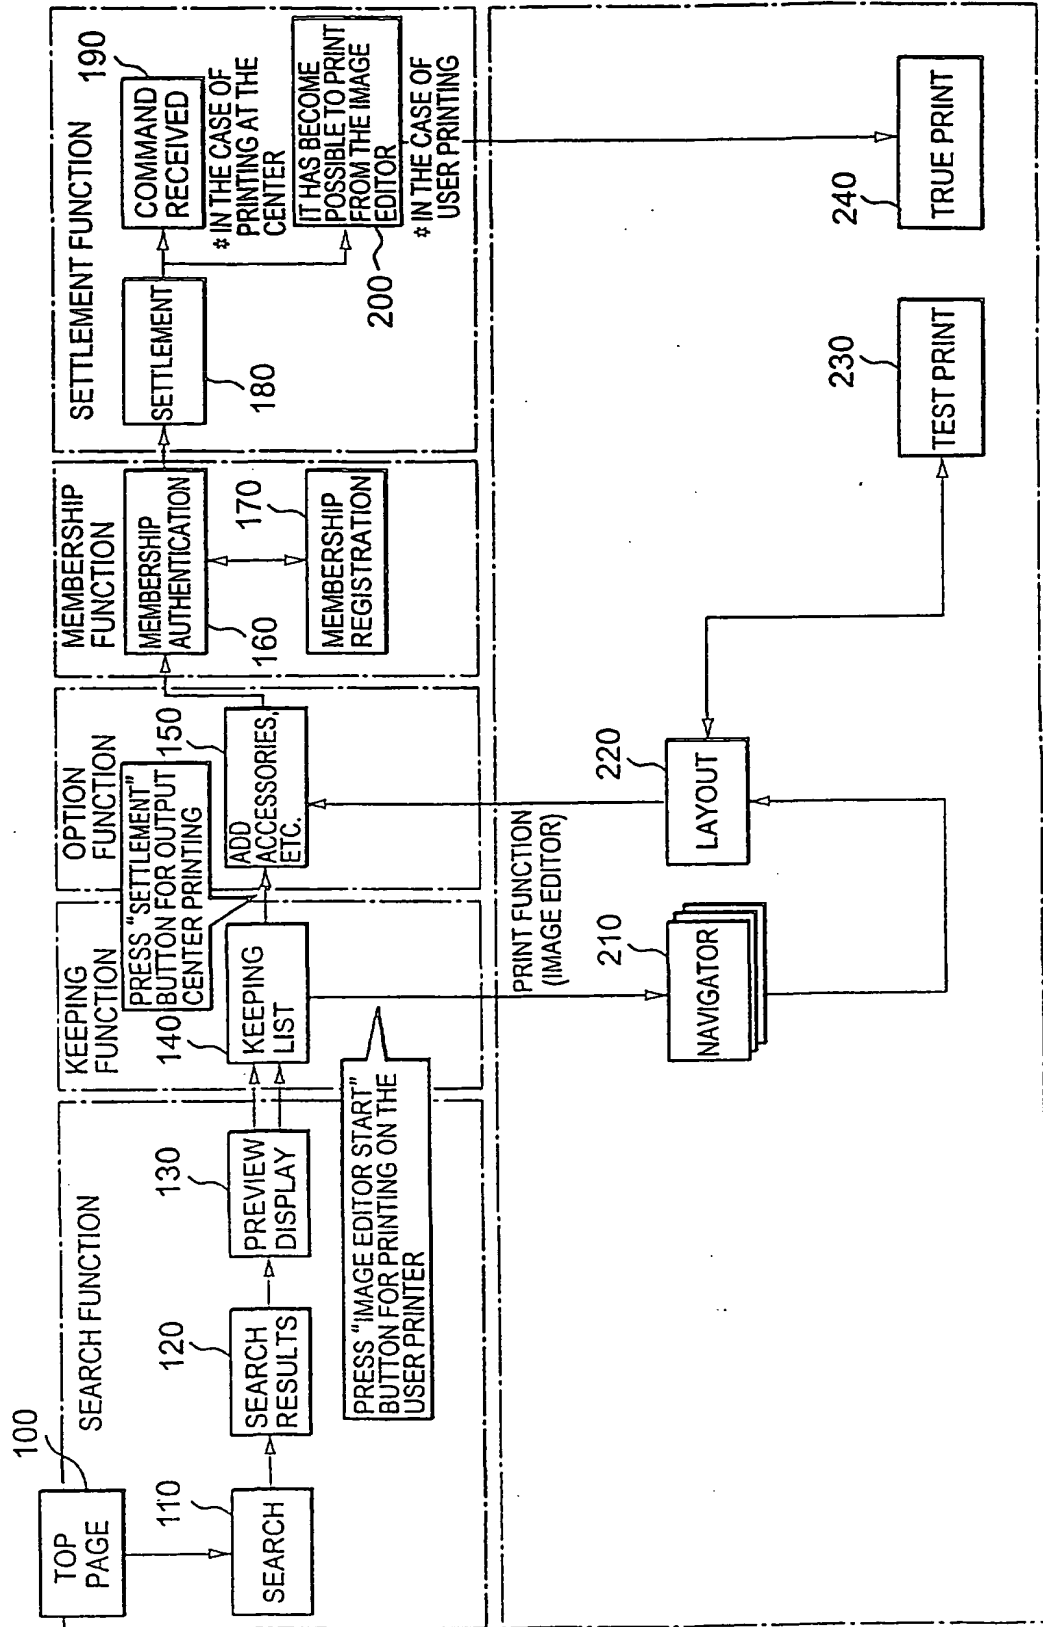 100
TOP
PAGE
SEARCH FUNCTION
110
SEARCH
120
SEARCH
RESULTS
130
PREVIEW
DISPLAY
PRESS “IMAGE EDITOR START”
BUTTON FOR PRINTING ON THE
USER PRINTER
KEEPING
FUNCTION
140
KEEPING
LIST
PRESS “SETTLEMENT”
BUTTON FOR OUTPUT
CENTER PRINTING
OPTION
FUNCTION
150
ADD
ACCESSORIES,
ETC.
MEMBERSHIP
FUNCTION
MEMBERSHIP
AUTHENTICATION
160
170
MEMBERSHIP
REGISTRATION
SETTLEMENT FUNCTION
SETTLEMENT
180
190
COMMAND
RECEIVED
* IN THE CASE OF
PRINTING AT THE
CENTER
IT HAS BECOME
POSSIBLE TO PRINT
FROM THE IMAGE
EDITOR
200
* IN THE CASE OF
USER PRINTING
PRINT FUNCTION
(IMAGE EDITOR)
210
NAVIGATOR
220
LAYOUT
230
TEST PRINT
240
TRUE PRINT